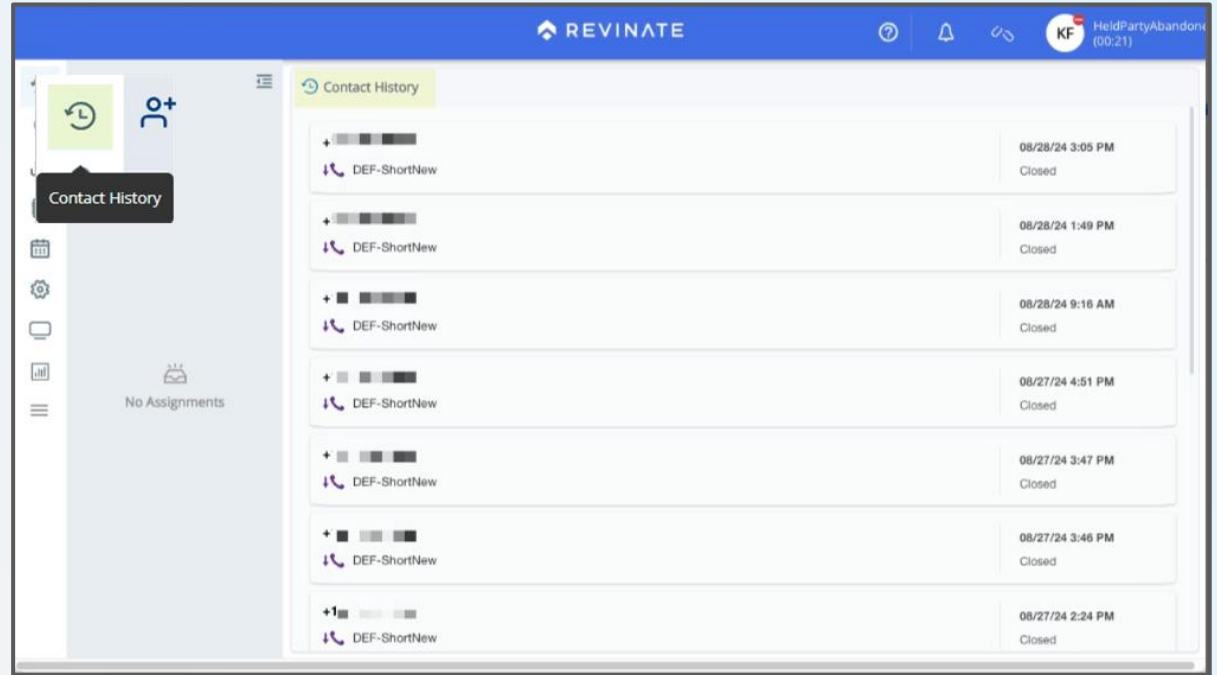 REVINATE
KF
HeldPartyAbandone
(00:21)
Contact History
Contact History
No Assignments
+
DEF-ShortNew
08/28/24 3:05 PM
Closed
+
DEF-ShortNew
08/28/24 1:49 PM
Closed
+
DEF-ShortNew
08/28/24 9:16 AM
Closed
+
DEF-ShortNew
08/27/24 4:51 PM
Closed
+
DEF-ShortNew
08/27/24 3:47 PM
Closed
+
DEF-ShortNew
08/27/24 3:46 PM
Closed
+1
DEF-ShortNew
08/27/24 2:24 PM
Closed